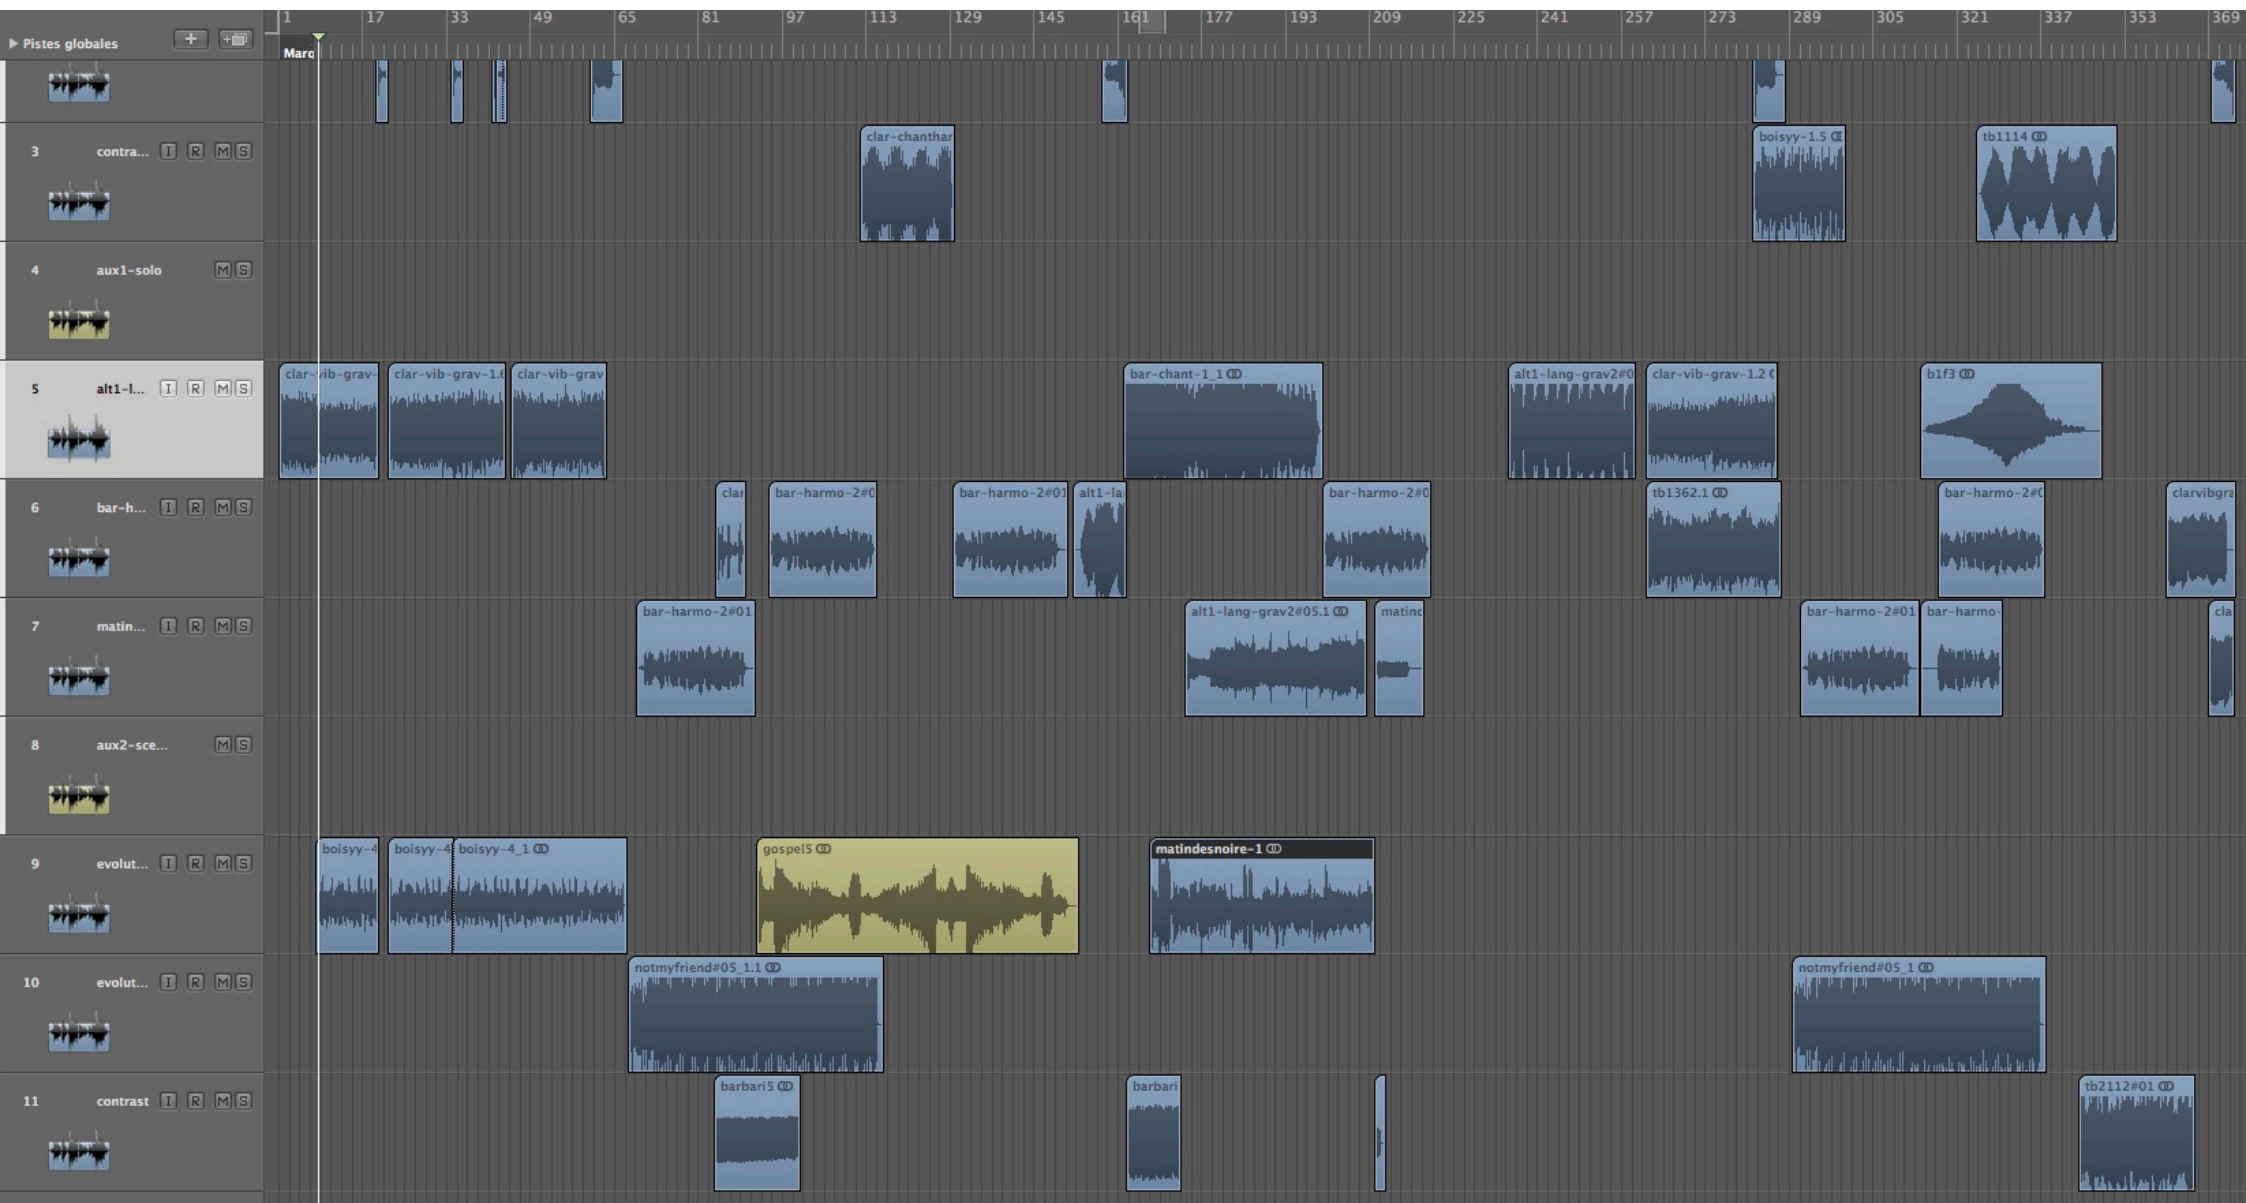 1 17 33 49 65 81 97 113 129 145 161 177 193 209 225 241 257 273 289 305 321 337 353 369
Pistes globales
Marq
3 contra... I R M S
clar-chanthar boisyy-1.5 tb1114
4 aux1-solo M S
5 alt1-l... I R M S
clar-vib-grav- clar-vib-grav-1.6 clar-vib-grav bar-chant-1_1 alt1-lang-grav2#0 clar-vib-grav-1.2 b1f3
6 bar-h... I R M S
clar bar-harmo-2#0 bar-harmo-2#01 alt1-la bar-harmo-2#0 tb1362.1 bar-harmo-2#0 clarvibgra
7 matin... I R M S
bar-harmo-2#01 alt1-lang-grav2#05.1 matind bar-harmo-2#01 bar-harmo- cla
8 aux2-sce... M S
9 evolut... I R M S
boisyy-4 boisyy-4 boisyy-4_1 gospel5 matindesnoire-1
10 evolut... I R M S
notmyfriend#05_1.1 notmyfriend#05_1
11 contrast I R M S
barbari5 barbari tb2112#01